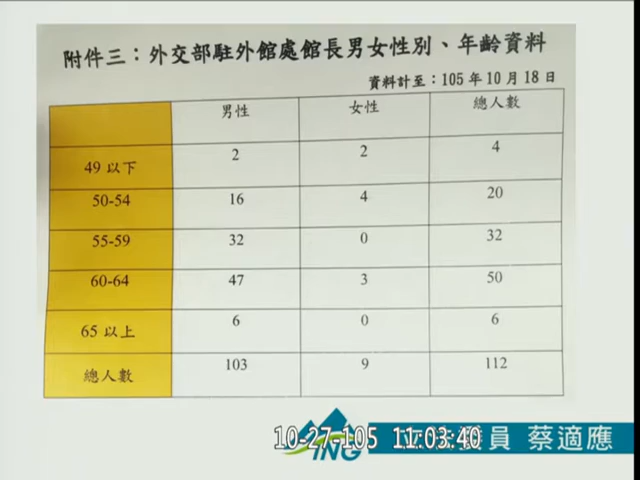 附件三：外交部駐外館處館長男女性別、年齡資料
資料計至：105年10月18日
男性 女性 總人數
49以下 2 2 4
50-54 16 4 20
55-59 32 0 32
60-64 47 3 50
65以上 6 0 6
總人數 103 9 112
10-27-105 11:03:40
ING 員 蔡適應